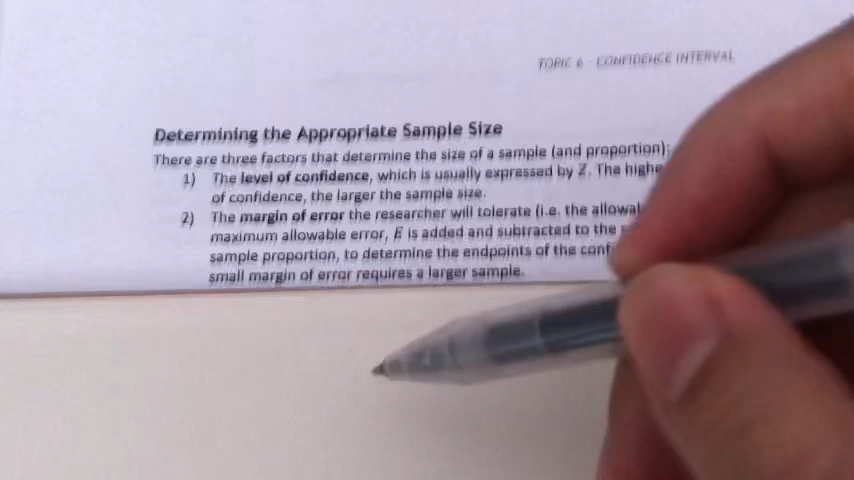 TOPIC 6 - CONFIDENCE INTERVAL
Determining the Appropriate Sample Size
There are three factors that determine the size of a sample (and proportion):
1) The level of confidence, which is usually expressed by Z. The highe
of confidence, the larger the sample size.
2) The margin of error the researcher will tolerate (i.e. the allowa
maximum allowable error, E is added and subtracted to the
sample proportion, to determine the endpoints of the conf
small margin of error requires a larger sample.